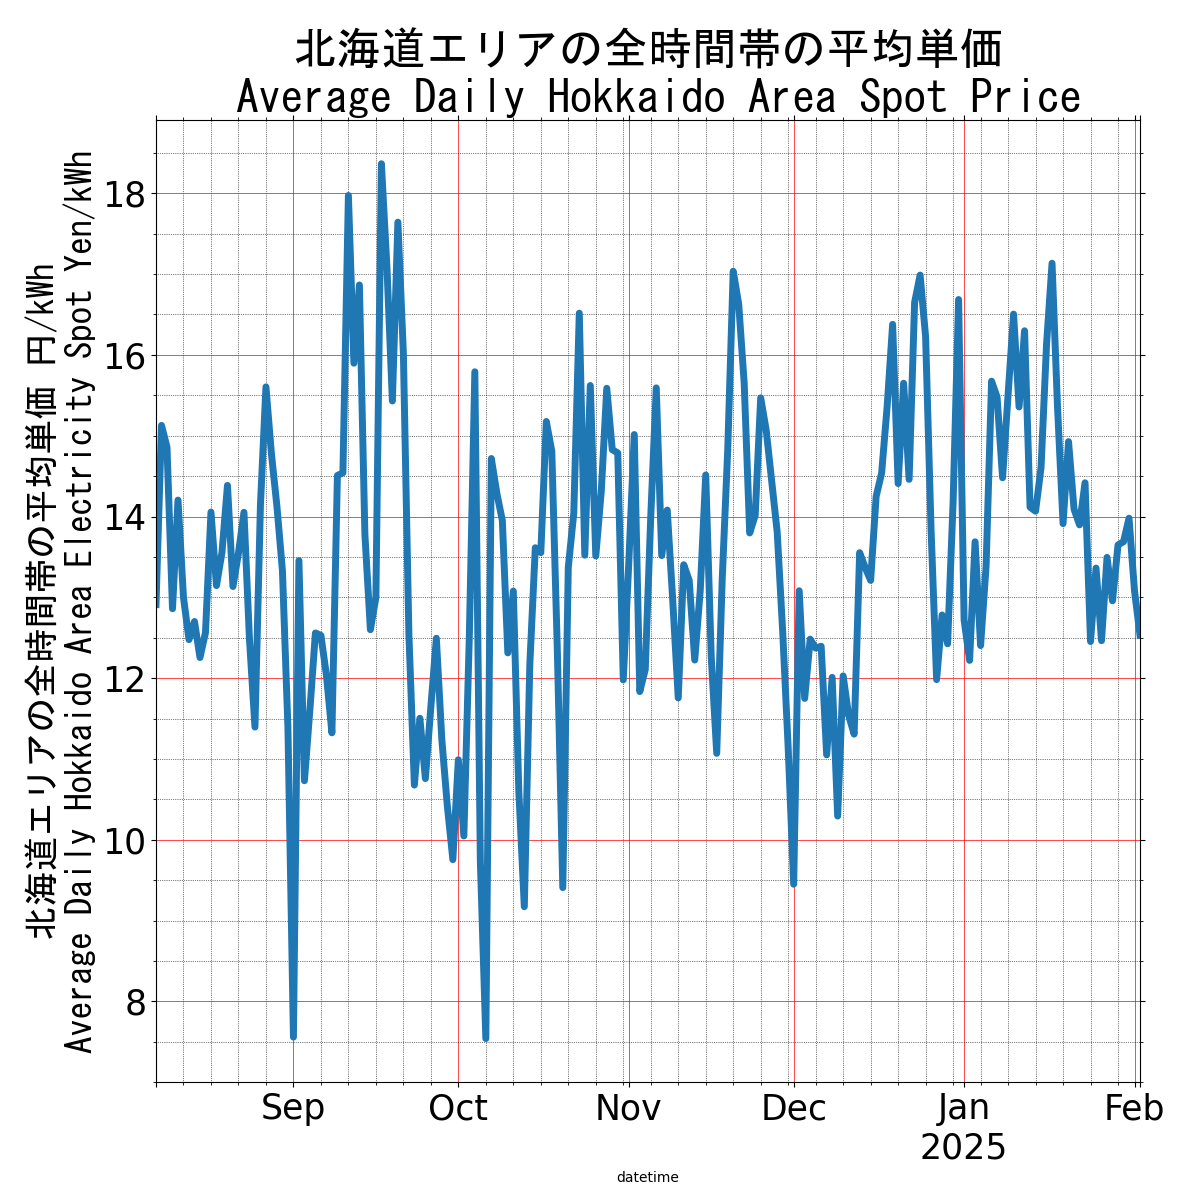 北海道エリアの全時間帯の平均単価
Average Daily Hokkaido Area Spot Price
北海道エリアの全時間帯の平均単価 円/kWh
Average Daily Hokkaido Area Electricity Spot Yen/kWh
18
16
14
12
10
8
Sep Oct Nov Dec Jan Feb
2025
datetime